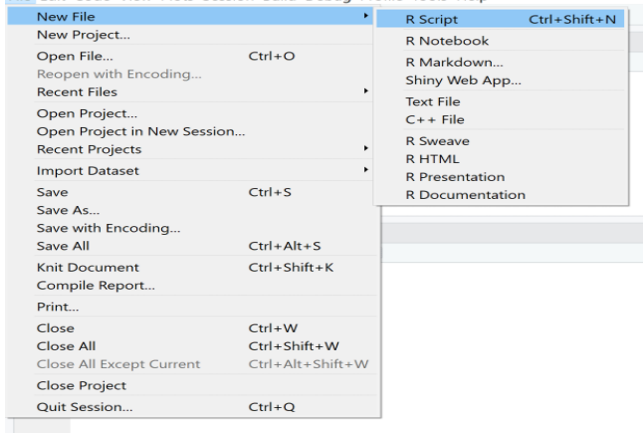 New File
New Project...
Open File... Ctrl+O
Reopen with Encoding...
Recent Files
Open Project...
Open Project in New Session...
Recent Projects
Import Dataset
Save Ctrl+S
Save As...
Save with Encoding...
Save All Ctrl+Alt+S
Knit Document Ctrl+Shift+K
Compile Report...
Print...
Close Ctrl+W
Close All Ctrl+Shift+W
Close All Except Current Ctrl+Alt+Shift+W
Close Project
Quit Session... Ctrl+Q
R Script Ctrl+Shift+N
R Notebook
R Markdown...
Shiny Web App...
Text File
C++ File
R Sweave
R HTML
R Presentation
R Documentation